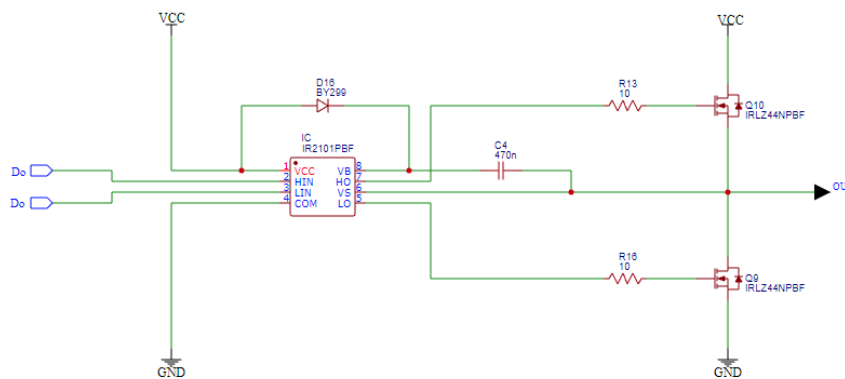 VCC
VCC
D16
BY299
R13
10
Q10
IRLZ44NPBF
IC
IR2101PBF
C4
470n
Do
Do
1 VCC VB 8
2 HIN HO 7
3 LIN VS 6
4 COM LO 5
R16
10
Q9
IRLZ44NPBF
GND
GND